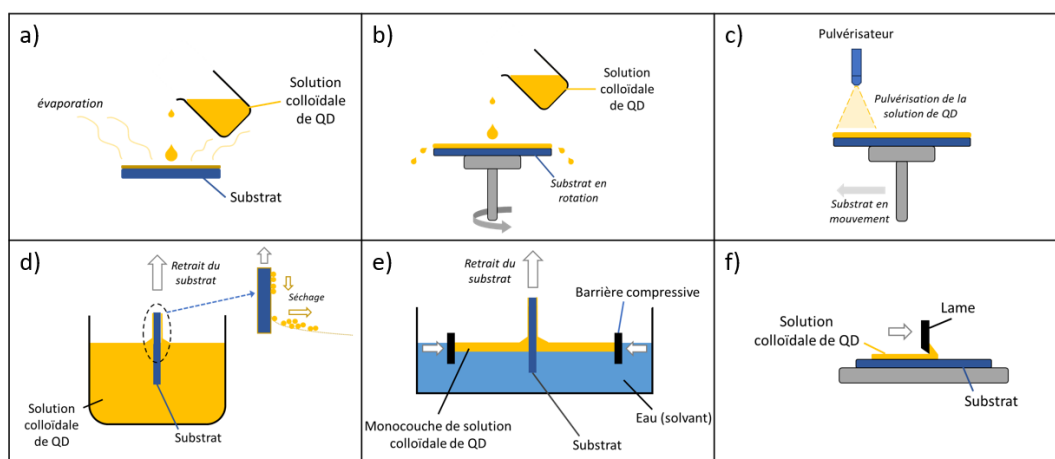 a)
évaporation
Solution
colloïdale
de QD
Substrat
b)
Solution
colloïdale
de QD
Substrat en
rotation
c)
Pulvérisateur
Pulvérisation de la
solution de QD
Substrat en
mouvement
d)
Retrait du
substrat
Séchage
Solution
colloïdale
de QD
Substrat
e)
Retrait du
substrat
Barrière compressive
Monocouche de solution
colloïdale de QD
Substrat
Eau (solvant)
f)
Lame
Solution
colloïdale de QD
Substrat